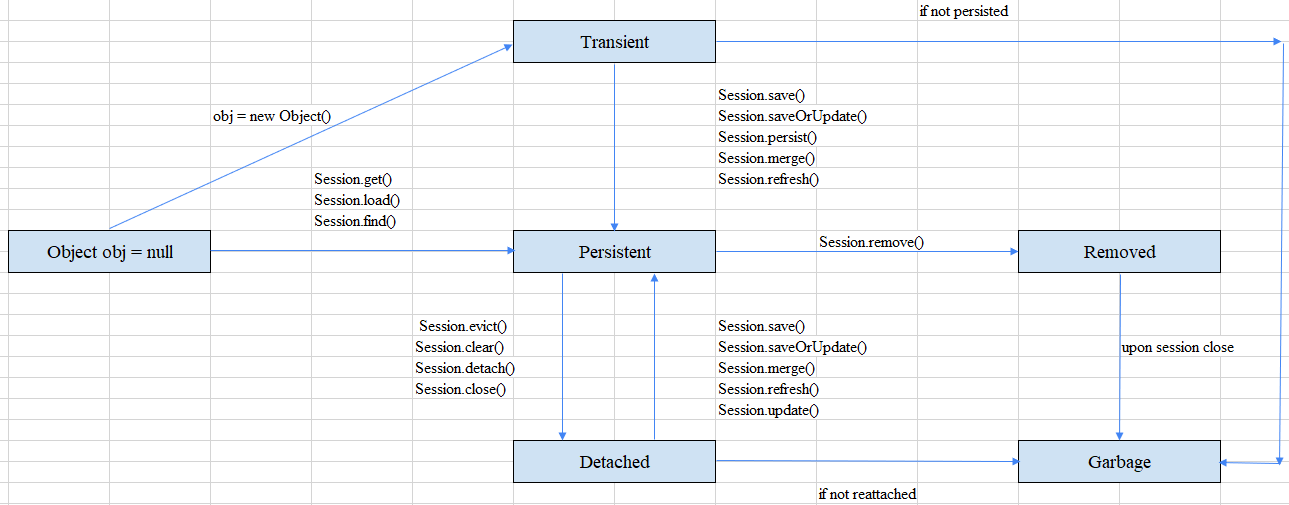 if not persisted
Transient
Session.save()
Session.saveOrUpdate()
Session.persist()
Session.merge()
Session.refresh()
obj = new Object()
Session.get()
Session.load()
Session.find()
Object obj = null
Persistent
Session.remove()
Removed
Session.evict()
Session.clear()
Session.detach()
Session.close()
Session.save()
Session.saveOrUpdate()
Session.merge()
Session.refresh()
Session.update()
upon session close
Detached
Garbage
if not reattached